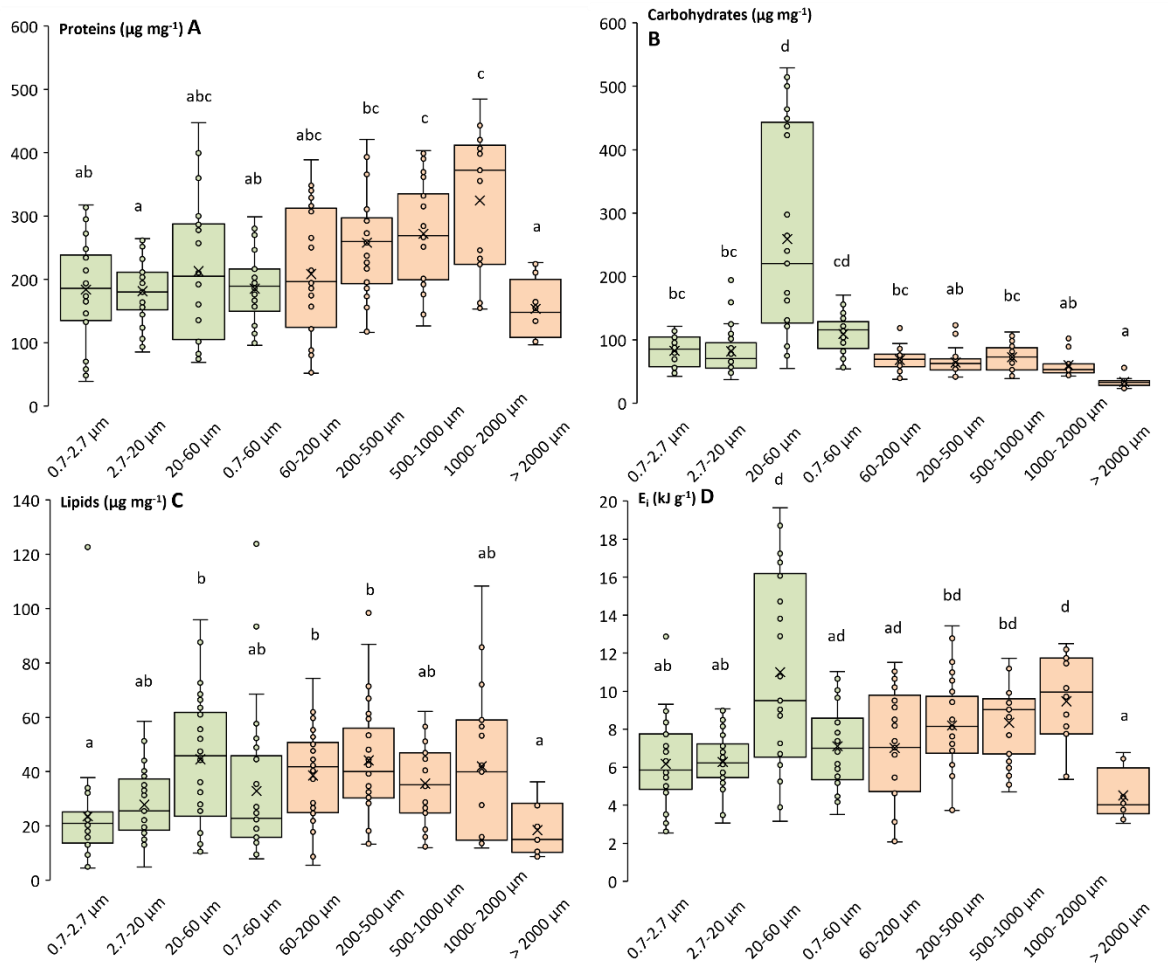 Proteins (µg mg⁻¹) A
600
500
400
300
200
100
0
ab
a
abc
ab
abc
bc
c
c
a
0.7-2.7 µm
2.7-20 µm
20-60 µm
0.7-60 µm
60-200 µm
200-500 µm
500-1000 µm
1000- 2000 µm
> 2000 µm
Carbohydrates (µg mg⁻¹)
B
600
500
400
300
200
100
0
bc
bc
d
cd
bc
ab
bc
ab
a
0.7-2.7 µm
2.7-20 µm
20-60 µm
0.7-60 µm
60-200 µm
200-500 µm
500-1000 µm
1000- 2000 µm
> 2000 µm
Lipids (µg mg⁻¹) C
140
120
100
80
60
40
20
0
a
ab
b
ab
b
b
ab
ab
a
0.7-2.7 µm
2.7-20 µm
20-60 µm
0.7-60 µm
60-200 µm
200-500 µm
500-1000 µm
1000- 2000 µm
> 2000 µm
Eᵢ (kJ g⁻¹) D
20
18
16
14
12
10
8
6
4
2
0
ab
ab
d
ad
ad
bd
bd
d
a
0.7-2.7 µm
2.7-20 µm
20-60 µm
0.7-60 µm
60-200 µm
200-500 µm
500-1000 µm
1000- 2000 µm
> 2000 µm